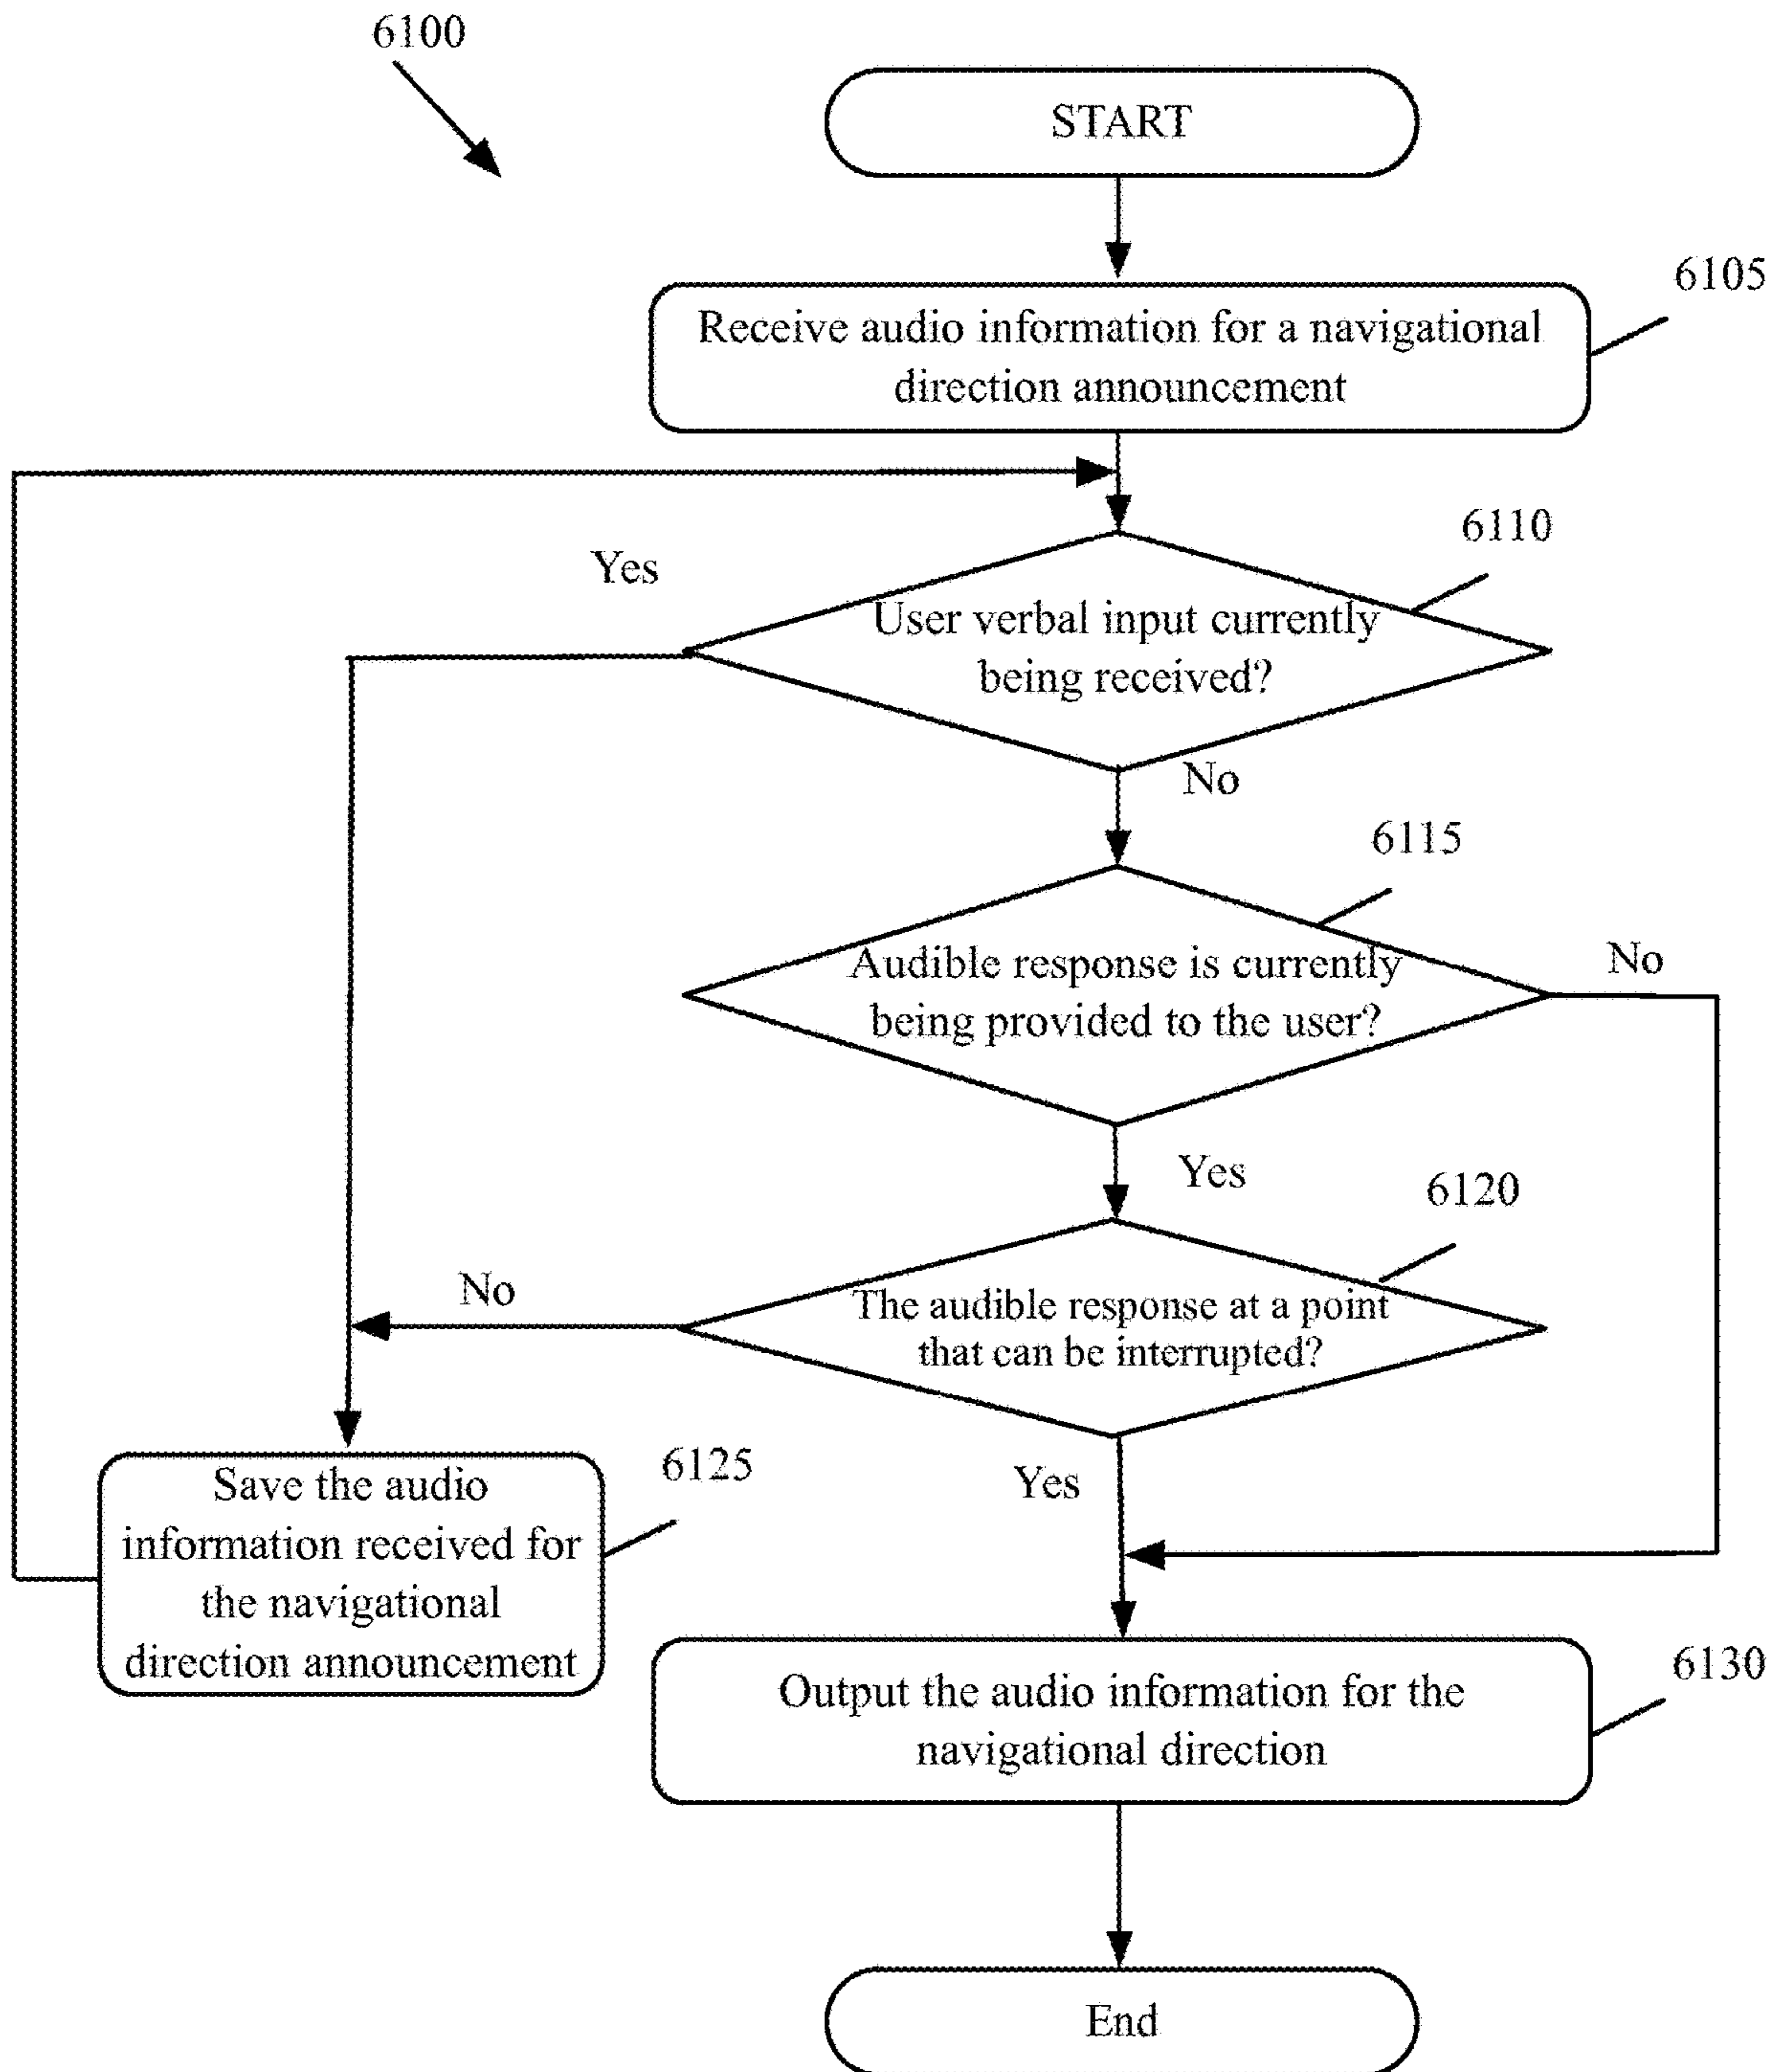 6100
START
6105
Receive audio information for a navigational
direction announcement
6110
Yes
User verbal input currently
being received?
No
6115
Audible response is currently
being provided to the user?
No
Yes
6120
No
The audible response at a point
that can be interrupted?
6125
Yes
Save the audio
information received for
the navigational
direction announcement
6130
Output the audio information for the
navigational direction
End